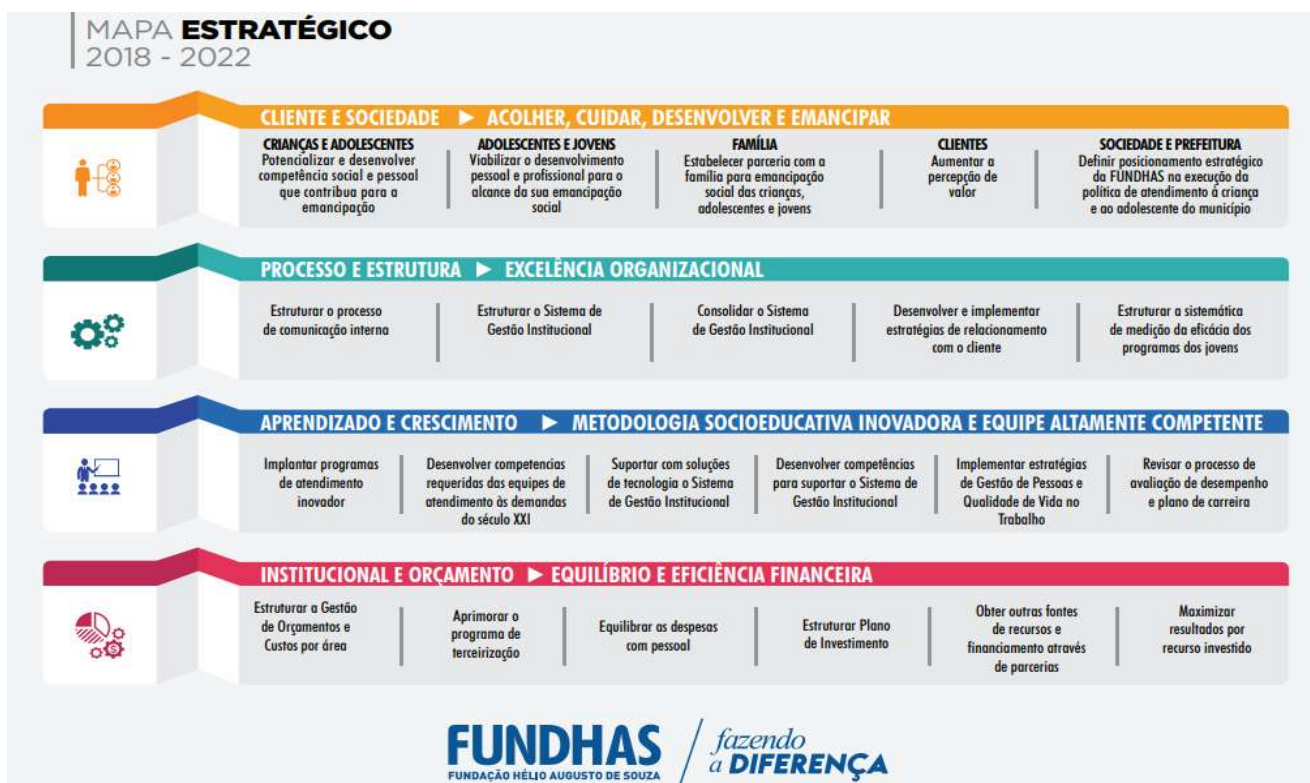 MAPA ESTRATÉGICO
2018 - 2022
CLIENTE E SOCIEDADE ► ACOLHER, CUIDAR, DESENVOLVER E EMANCIPAR
CRIANÇAS E ADOLESCENTES
Potencializar e desenvolver
competência social e pessoal
que contribua para a
emancipação
ADOLESCENTES E JOVENS
Viabilizar o desenvolvimento
pessoal e profissional para o
alcance da sua emancipação
social
FAMÍLIA
Estabelecer parceria com a
família para emancipação
social das crianças,
adolescentes e jovens
CLIENTES
Aumentar a
percepção de
valor
SOCIEDADE E PREFEITURA
Definir posicionamento estratégico
da FUNDHAS na execução da
política de atendimento á criança
e ao adolescente do município
PROCESSO E ESTRUTURA ► EXCELÊNCIA ORGANIZACIONAL
Estruturar o processo
de comunicação interna
Estruturar o Sistema de
Gestão Institucional
Consolidar o Sistema
de Gestão Institucional
Desenvolver e implementar
estratégias de relacionamento
com o cliente
Estruturar a sistemática
de medição da eficácia dos
programas dos jovens
APRENDIZADO E CRESCIMENTO ► METODOLOGIA SOCIOEDUCATIVA INOVADORA E EQUIPE ALTAMENTE COMPETENTE
Implantar programas
de atendimento
inovador
Desenvolver competencias
requeridas das equipes de
atendimento às demandas
do século XXI
Suportar com soluções
de tecnologia o Sistema
de Gestão Institucional
Desenvolver competências
para suportar o Sistema de
Gestão Institucional
Implementar estratégias
de Gestão de Pessoas e
Qualidade de Vida no
Trabalho
Revisar o processo de
avaliação de desempenho
e plano de carreira
INSTITUCIONAL E ORÇAMENTO ► EQUILÍBRIO E EFICIÊNCIA FINANCEIRA
Estruturar a Gestão
de Orçamentos e
Custos por área
Aprimorar o
programa de
terceirização
Equilibrar as despesas
com pessoal
Estruturar Plano
de Investimento
Obter outras fontes
de recursos e
financiamento através
de parcerias
Maximizar
resultados por
recurso investido
FUNDHAS
FUNDAÇÃO HÉLIO AUGUSTO DE SOUZA
fazendo
a DIFERENÇA